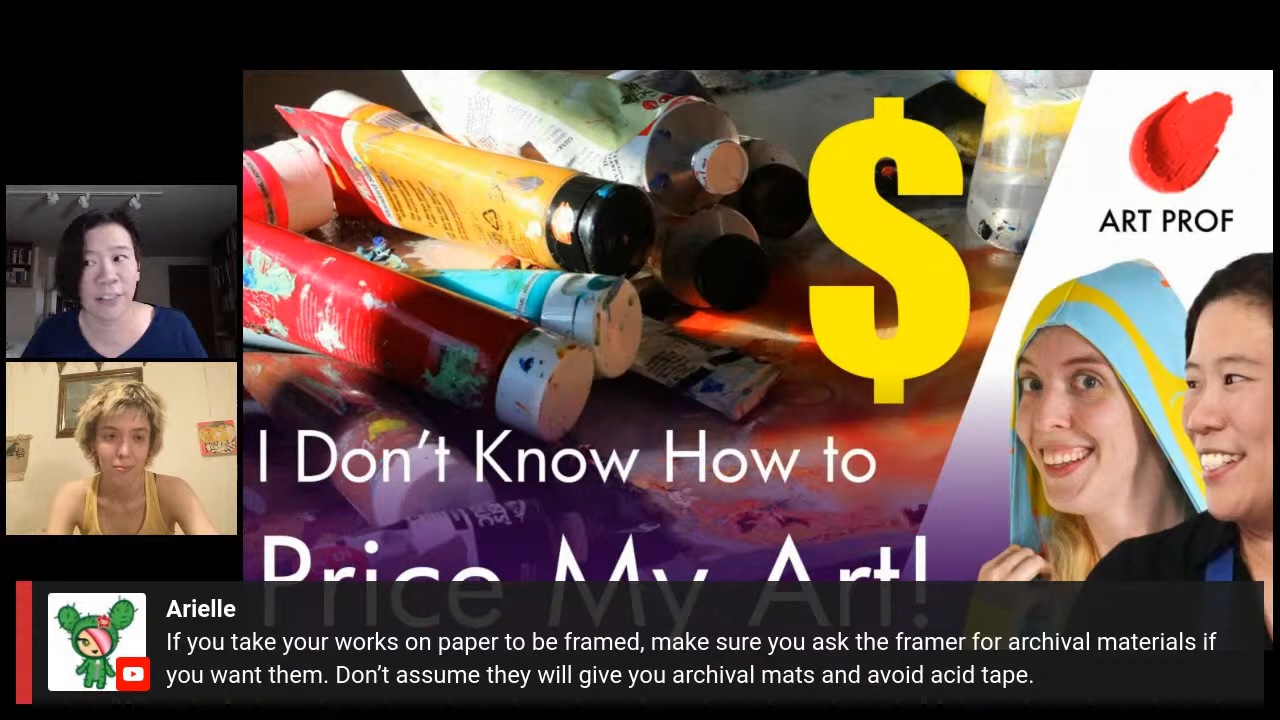 $
ART PROF
I Don’t Know How to
Price My Art!
Arielle
If you take your works on paper to be framed, make sure you ask the framer for archival materials if
you want them. Don’t assume they will give you archival mats and avoid acid tape.